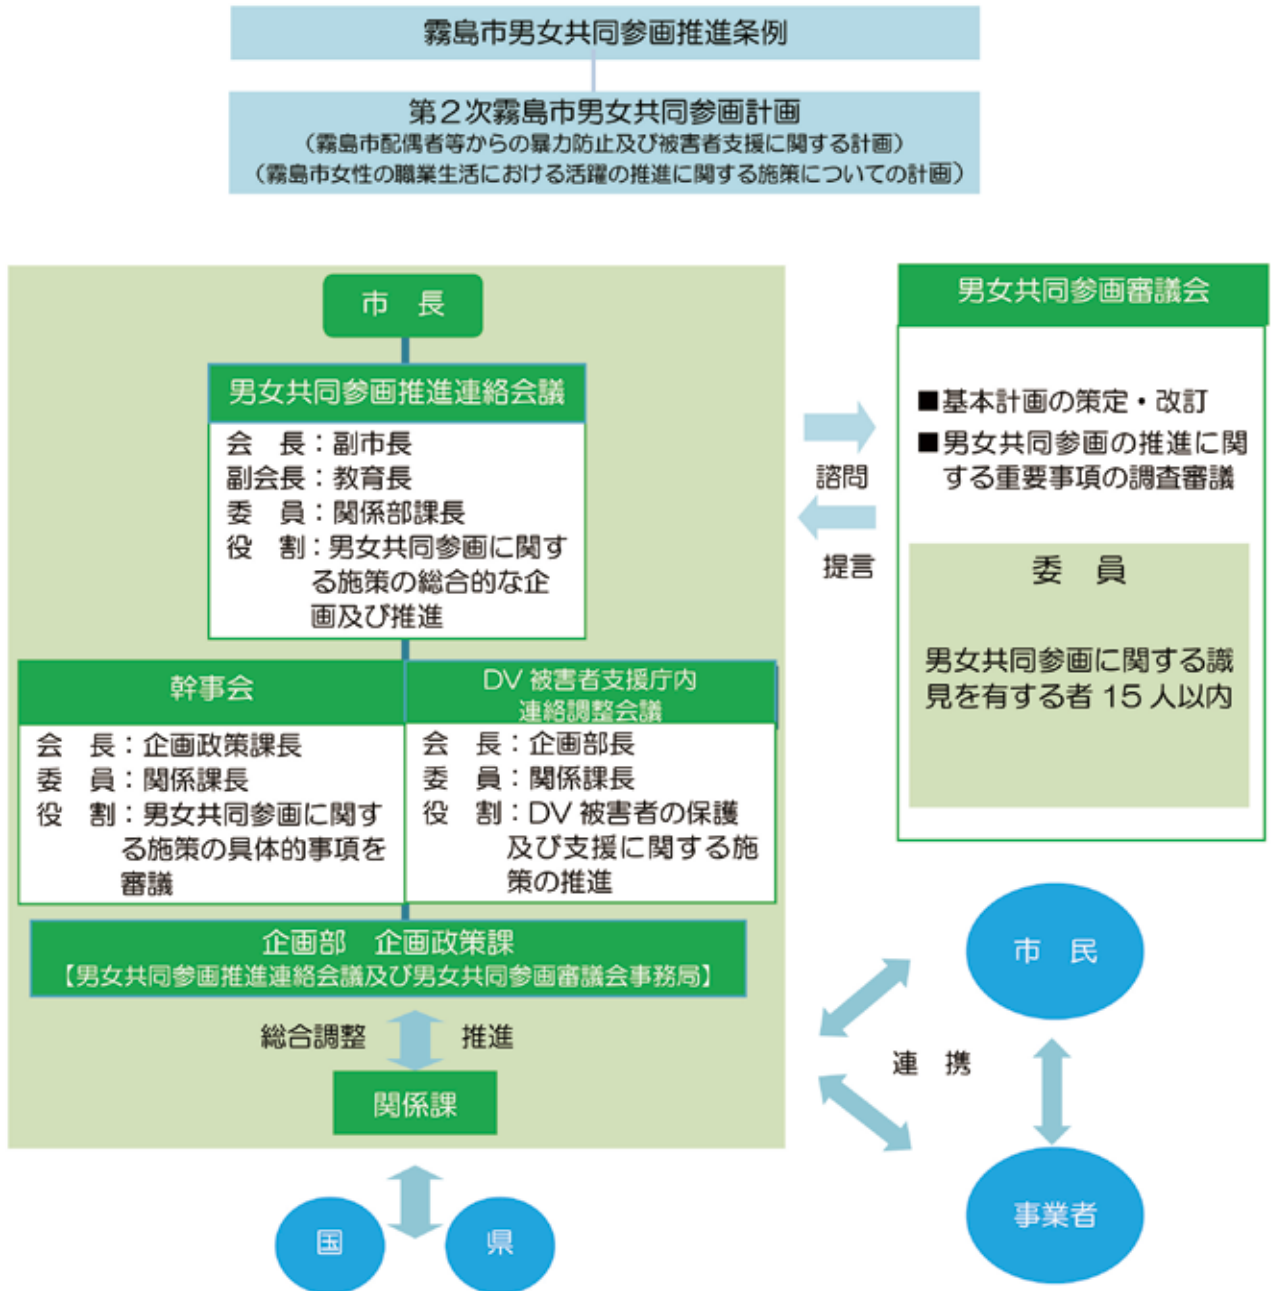 霧島市男女共同参画推進条例
第2次霧島市男女共同参画計画
（霧島市配偶者等からの暴力防止及び被害者支援に関する計画）
（霧島市女性の職業生活における活躍の推進に関する施策についての計画）
市　長
男女共同参画推進連絡会議
会　長：副市長
副会長：教育長
委　員：関係部課長
役　割：男女共同参画に関す
る施策の総合的な企
画及び推進
幹事会
会　長：企画政策課長
委　員：関係課長
役　割：男女共同参画に関す
る施策の具体的事項を
審議
DV 被害者支援庁内
連絡調整会議
会　長：企画部長
委　員：関係課長
役　割：DV 被害者の保護
及び支援に関する施
策の推進
企画部　企画政策課
【男女共同参画推進連絡会議及び男女共同参画審議会事務局】
総合調整　推進
関係課
国　県
諮問
提言
男女共同参画審議会
■基本計画の策定・改訂
■男女共同参画の推進に関
する重要事項の調査審議
委　員
男女共同参画に関する識
見を有する者 15 人以内
市　民
連　携
事業者